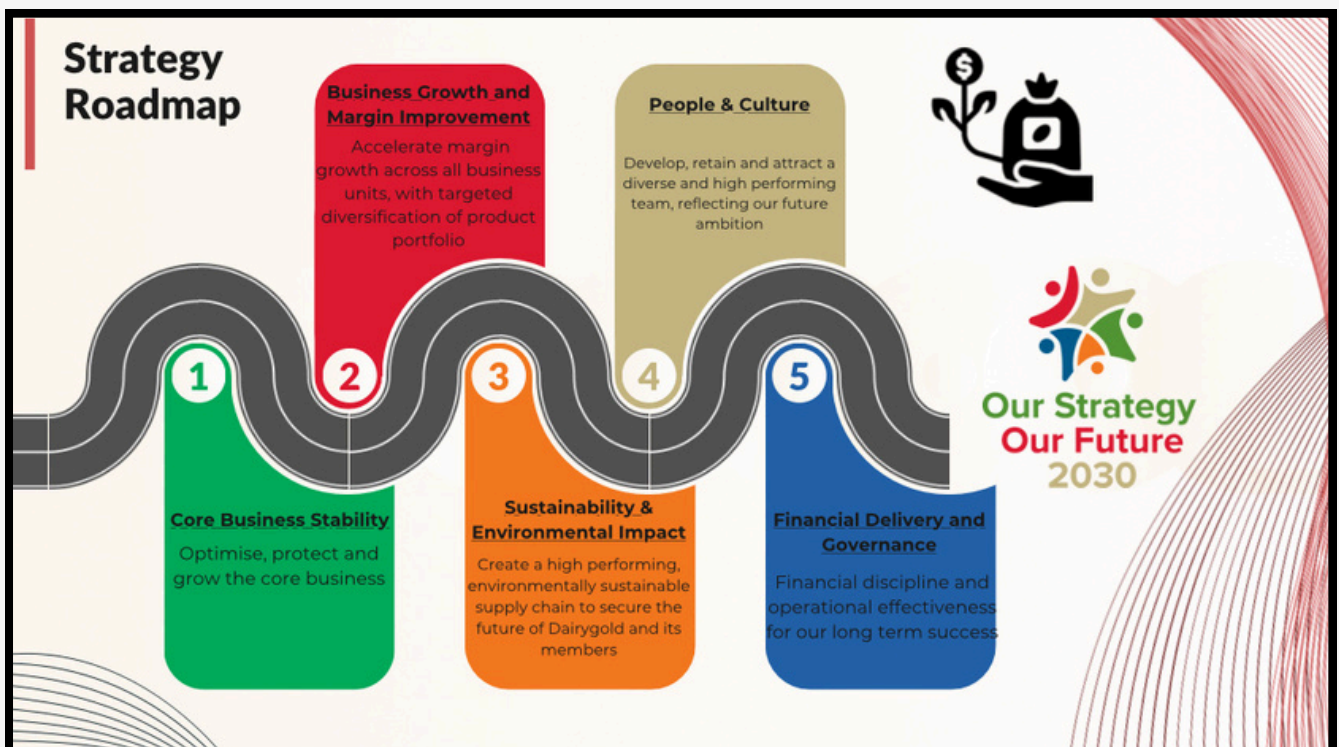 Strategy
Roadmap
$
1
Core Business Stability
Optimise, protect and
grow the core business
2
Business Growth and
Margin Improvement
Accelerate margin
growth across all business
units, with targeted
diversification of product
portfolio
3
Sustainability &
Environmental Impact
Create a high performing,
environmentally sustainable
supply chain to secure the
future of Dairygold and its
members
4
People & Culture
Develop, retain and attract a
diverse and high performing
team, reflecting our future
ambition
5
Financial Delivery and
Governance
Financial discipline and
operational effectiveness
for our long term success
Our Strategy
Our Future
2030